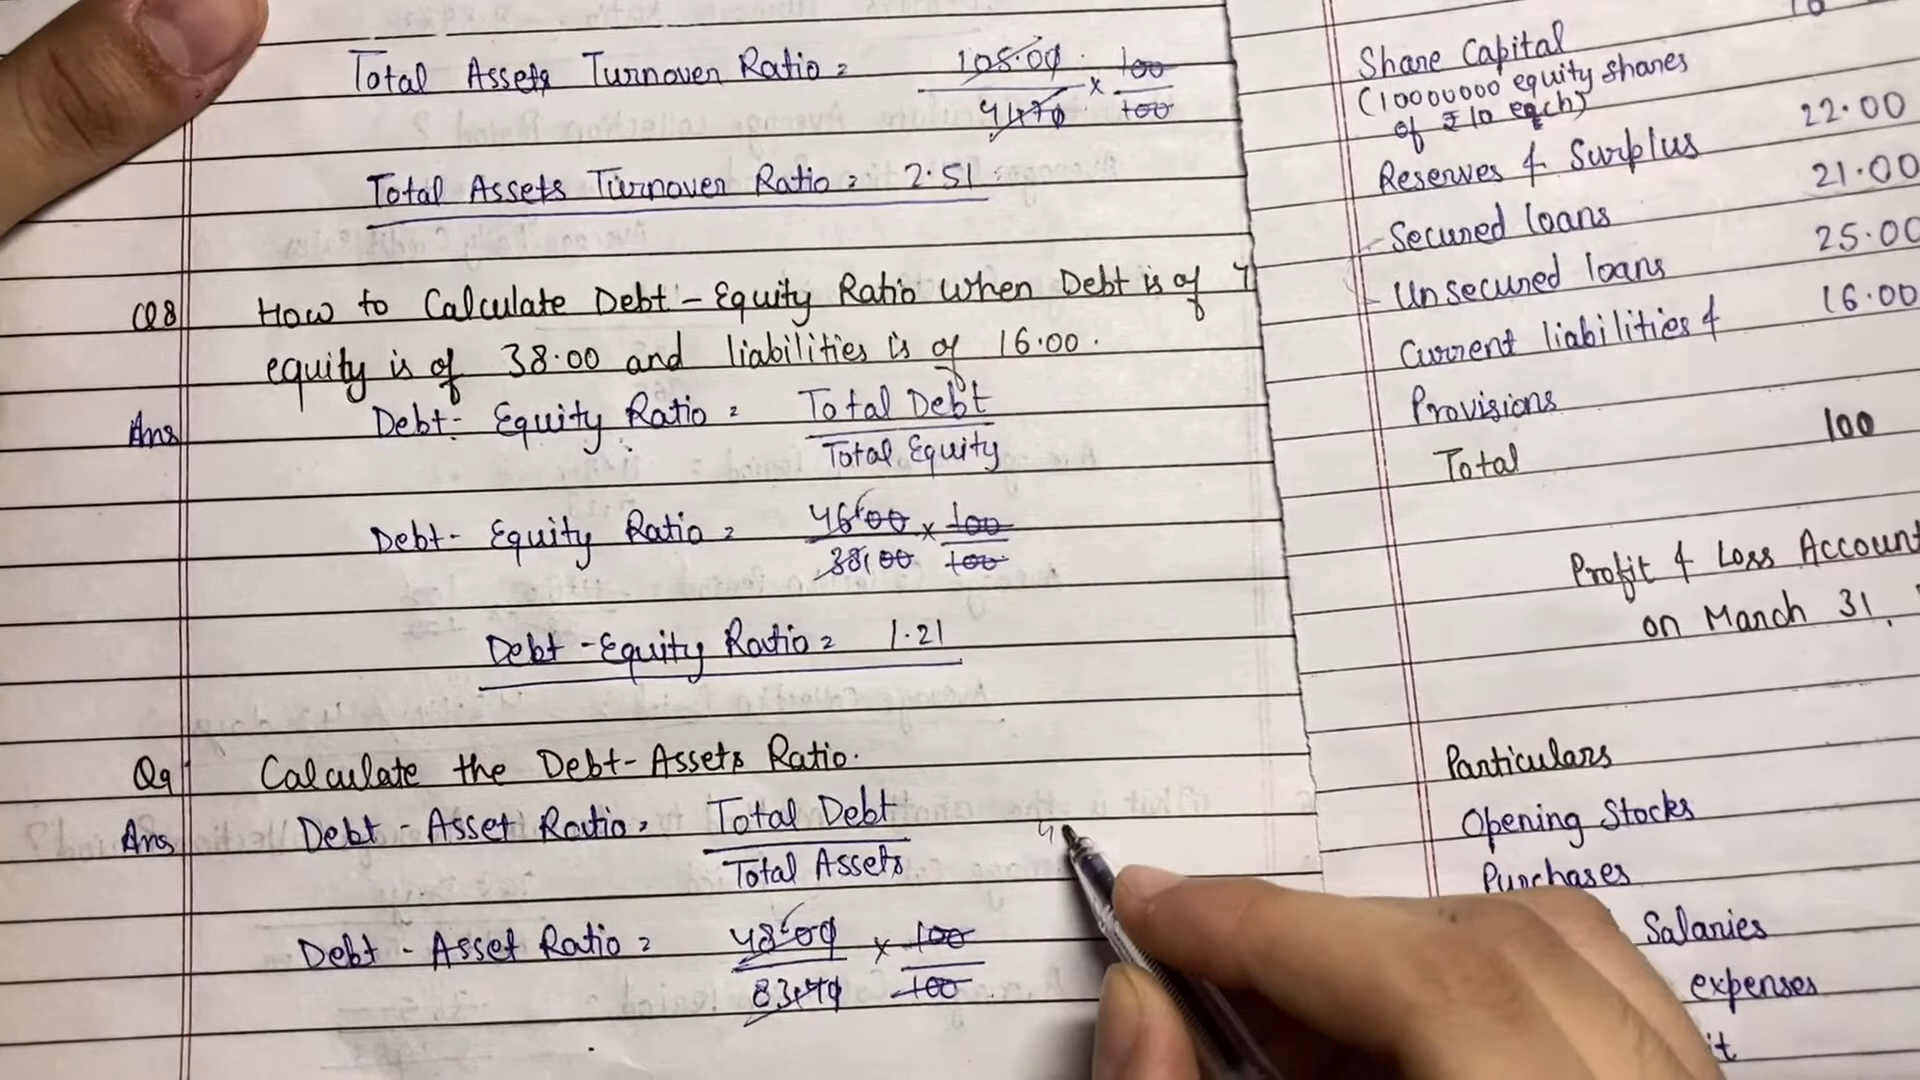 Total Assets Turnover Ratio = 108.00 / × 100/100
Total Assets Turnover Ratio = 2.51
Q8 How to Calculate Debt-Equity Ratio when Debt is of
equity is of 38.00 and liabilities is of 16.00.
Ans Debt-Equity Ratio = Total Debt
Total Equity
Debt-Equity Ratio = 46.00 / 38.00 × 100/100
Debt-Equity Ratio = 1.21
Q9 Calculate the Debt-Assets Ratio.
Ans Debt-Asset Ratio = Total Debt
Total Assets
Debt-Asset Ratio = 48.00 / × 100/100
Share Capital
(10000000 equity shares
of ₹10 each)
Reserves & Surplus 22.00
Secured loans 21.00
Unsecured loans 25.00
Current liabilities & 16.00
Provisions
Total 100
Profit & Loss Account
on March 31,
Particulars
Opening Stocks
Purchases
Salaries
expenses